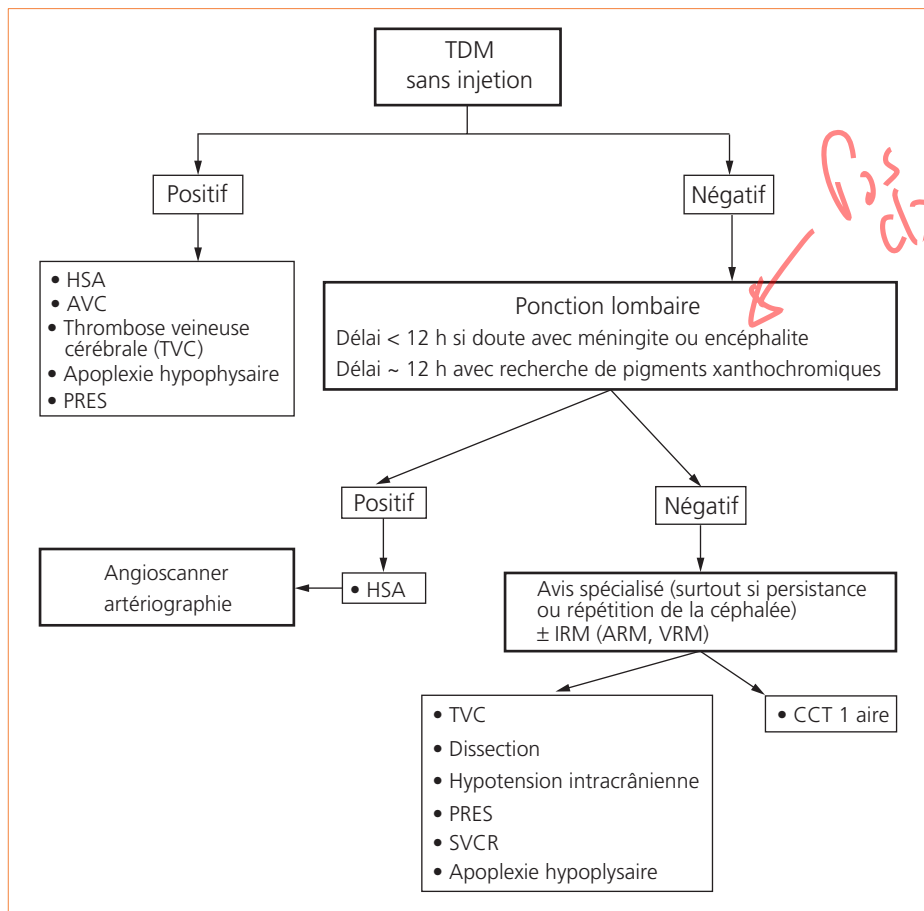 TDM
sans injetion
Positif
Négatif
Pas
• HSA
• AVC
• Thrombose veineuse
cérébrale (TVC)
• Apoplexie hypophysaire
• PRES
Ponction lombaire
Délai < 12 h si doute avec méningite ou encéphalite
Délai ~ 12 h avec recherche de pigments xanthochromiques
Positif
Négatif
Angioscanner
artériographie
• HSA
Avis spécialisé (surtout si persistance
ou répétition de la céphalée)
± IRM (ARM, VRM)
• TVC
• Dissection
• Hypotension intracrânienne
• PRES
• SVCR
• Apoplexie hypoplysaire
• CCT 1 aire